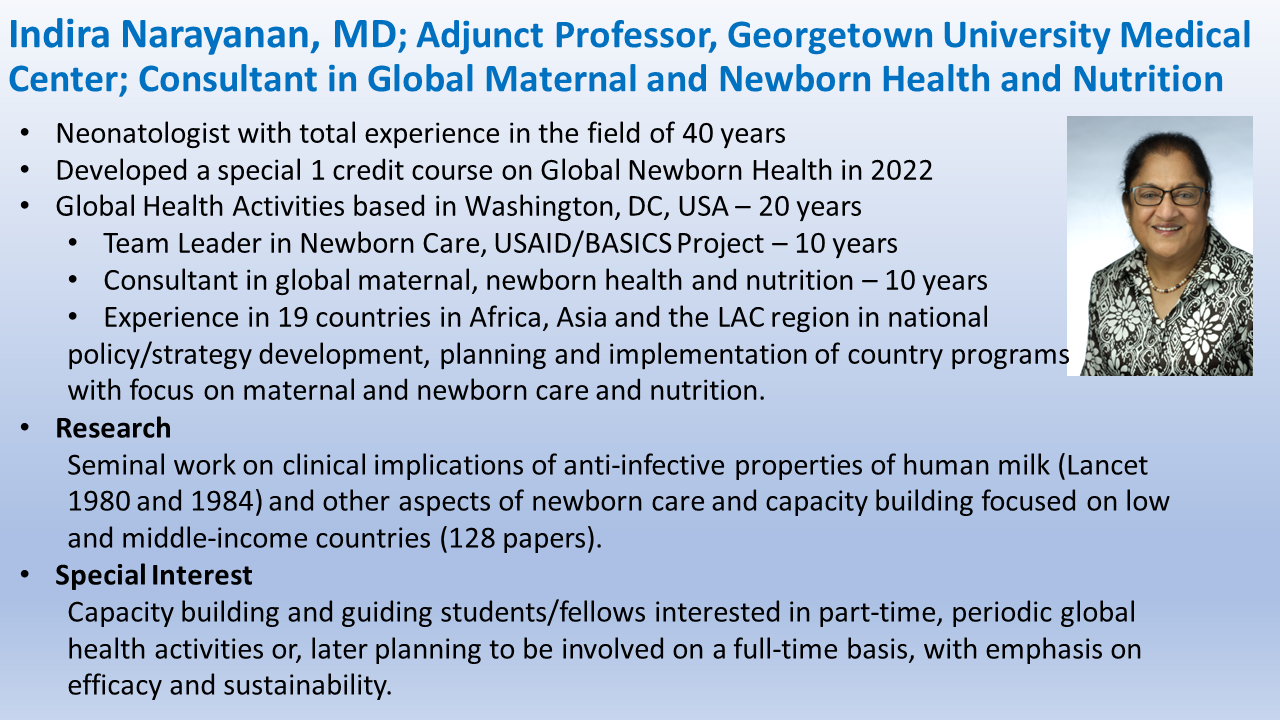 Indira Narayanan, MD; Adjunct Professor, Georgetown University Medical
Center; Consultant in Global Maternal and Newborn Health and Nutrition
• Neonatologist with total experience in the field of 40 years
• Developed a special 1 credit course on Global Newborn Health in 2022
• Global Health Activities based in Washington, DC, USA – 20 years
• Team Leader in Newborn Care, USAID/BASICS Project – 10 years
• Consultant in global maternal, newborn health and nutrition – 10 years
• Experience in 19 countries in Africa, Asia and the LAC region in national
policy/strategy development, planning and implementation of country programs
with focus on maternal and newborn care and nutrition.
• Research
Seminal work on clinical implications of anti-infective properties of human milk (Lancet
1980 and 1984) and other aspects of newborn care and capacity building focused on low
and middle-income countries (128 papers).
• Special Interest
Capacity building and guiding students/fellows interested in part-time, periodic global
health activities or, later planning to be involved on a full-time basis, with emphasis on
efficacy and sustainability.